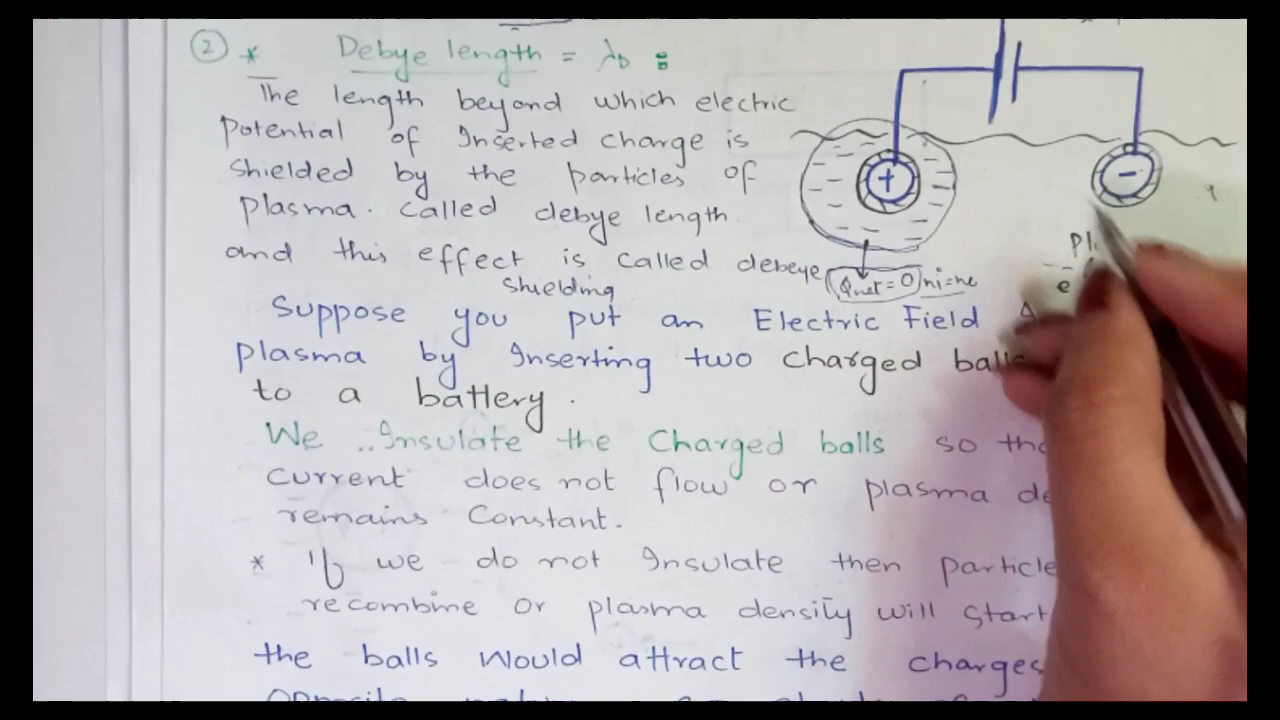 ② * Debye length = λD :
The length beyond which electric
potential of Inserted charge is
shielded by the particles of
plasma. called debye length.
and this effect is called debeye
shielding
+
-
Qnet = 0 ni=ne
e
Suppose you put an Electric Field
plasma by Inserting two charged balls
to a battery.
We .. Insulate the Charged balls so
current does not flow or plasma
remains Constant.
* If we do not Insulate then particle
recombine or plasma density will start
the balls would attract the charges